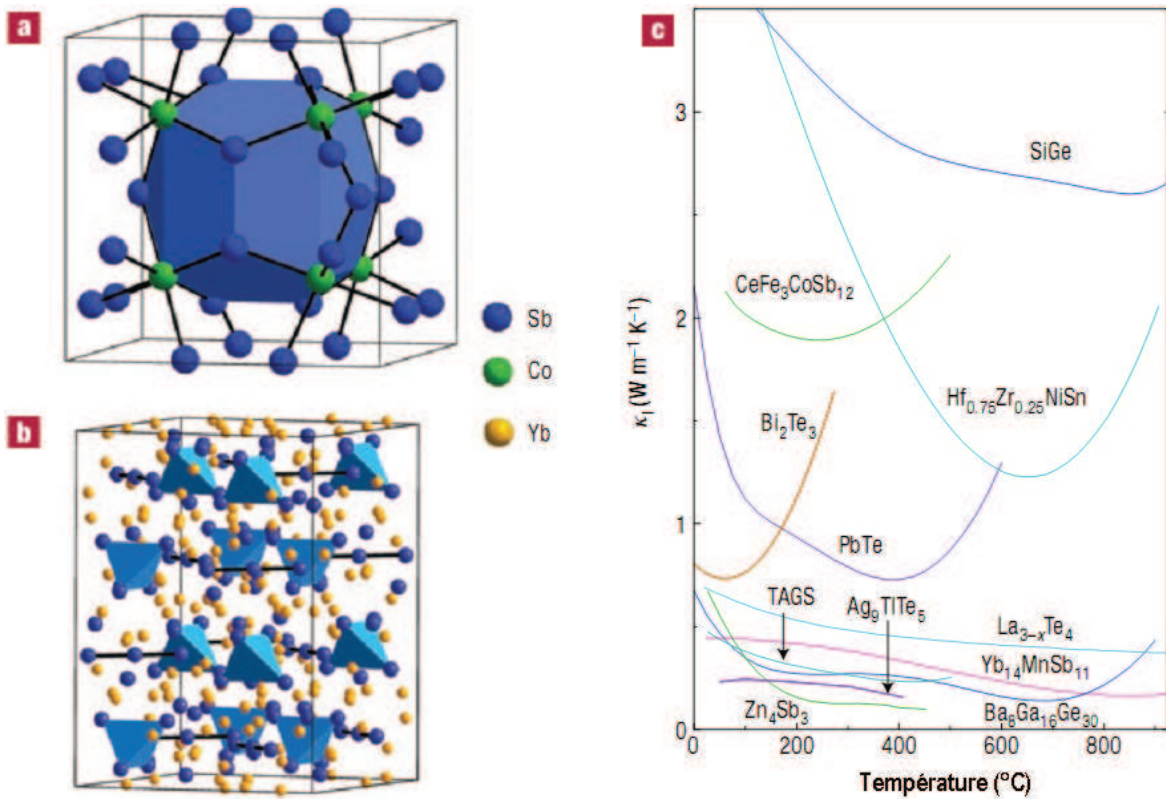 a
Sb
Co
Yb
b
c
3
2
1
0
κl (W m−1 K−1)
SiGe
CeFe3CoSb12
Hf0.75Zr0.25NiSn
Bi2Te3
PbTe
TAGS
Ag9TlTe5
La3−xTe4
Yb14MnSb11
Zn4Sb3
Ba8Ga16Ge30
0
200
400
600
800
Température (°C)